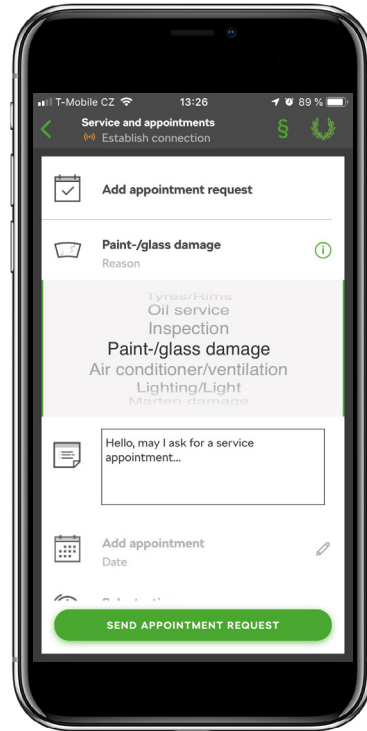 T-Mobile CZ 13:26 89 %
Service and appointments
§
Establish connection
Add appointment request
Paint-/glass damage
i
Reason
Tyres/Rims
Oil service
Inspection
Paint-/glass damage
Air conditioner/ventilation
Lighting/Light
Marten damage
Hello, may I ask for a service
appointment...
Add appointment
Date
SEND APPOINTMENT REQUEST